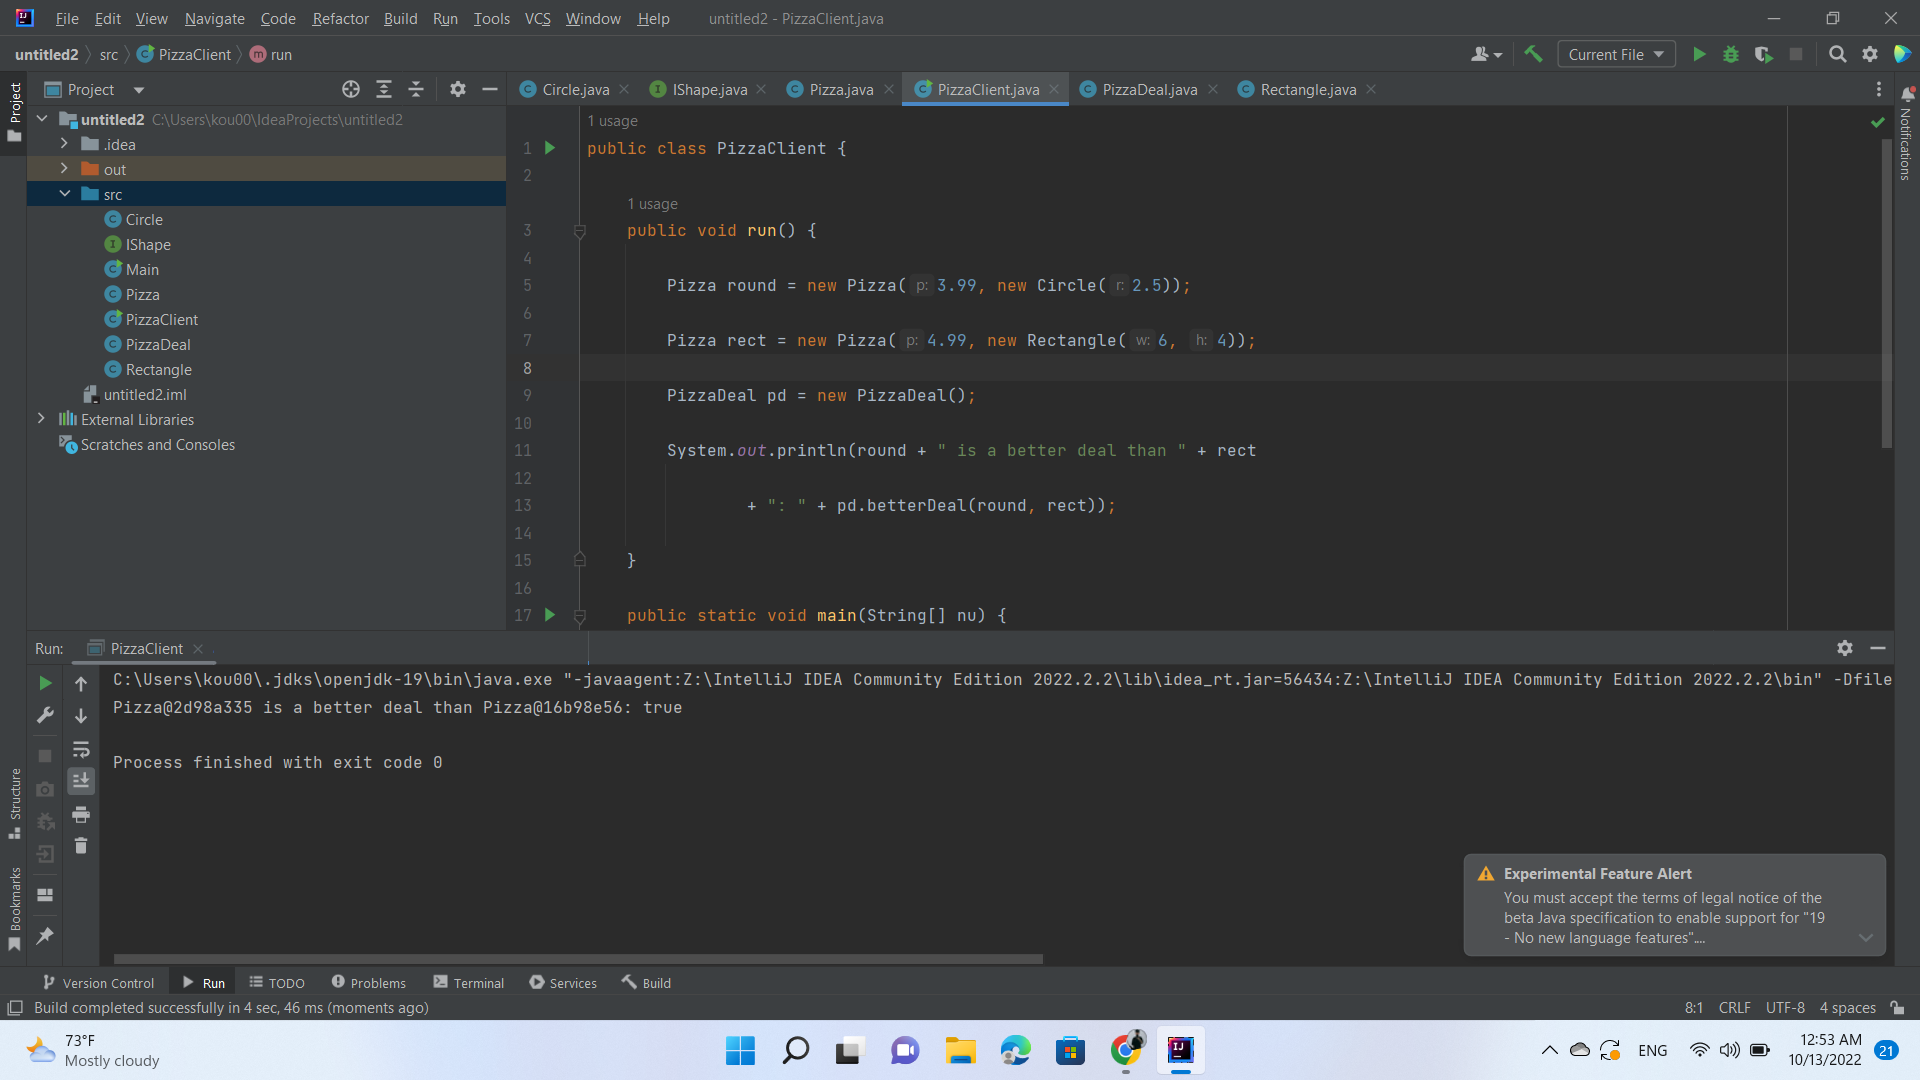 File Edit View Navigate Code Refactor Build Run Tools VCS Window Help untitled2 - PizzaClient.java
untitled2 src PizzaClient run
Current File
Project
Project
Circle.java IShape.java Pizza.java PizzaClient.java PizzaDeal.java Rectangle.java
Notifications
untitled2 C:\Users\kou00\IdeaProjects\untitled2
.idea
out
src
Circle
IShape
Main
Pizza
PizzaClient
PizzaDeal
Rectangle
untitled2.iml
External Libraries
Scratches and Consoles
1 usage
1 public class PizzaClient {
2
1 usage
3 public void run() {
4
5 Pizza round = new Pizza( p: 3.99, new Circle( r: 2.5));
6
7 Pizza rect = new Pizza( p: 4.99, new Rectangle( w: 6, h: 4));
8
9 PizzaDeal pd = new PizzaDeal();
10
11 System.out.println(round + " is a better deal than " + rect
12
13 + ": " + pd.betterDeal(round, rect));
14
15 }
16
17 public static void main(String[] nu) {
Run: PizzaClient
C:\Users\kou00\.jdks\openjdk-19\bin\java.exe "-javaagent:Z:\IntelliJ IDEA Community Edition 2022.2.2\lib\idea_rt.jar=56434:Z:\IntelliJ IDEA Community Edition 2022.2.2\bin" -Dfile
Pizza@2d98a335 is a better deal than Pizza@16b98e56: true
Process finished with exit code 0
Structure
Bookmarks
Experimental Feature Alert
You must accept the terms of legal notice of the
beta Java specification to enable support for "19
- No new language features"....
Version Control Run TODO Problems Terminal Services Build
Build completed successfully in 4 sec, 46 ms (moments ago)
8:1 CRLF UTF-8 4 spaces
73°F
Mostly cloudy
ENG
12:53 AM
10/13/2022
21